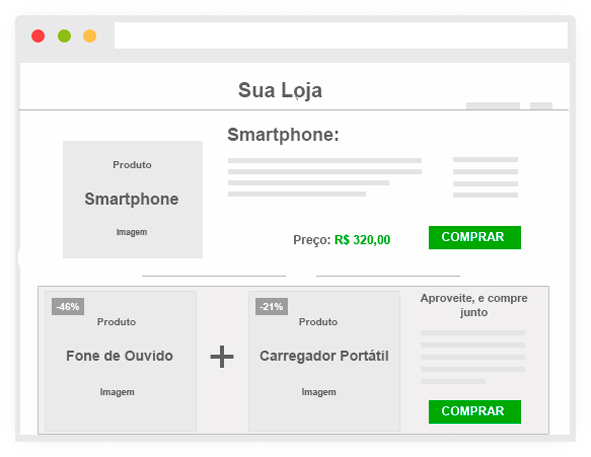 Sua Loja
Smartphone:
Produto
Smartphone
Imagem
Preço: R$ 320,00
COMPRAR
-46%
Produto
Fone de Ouvido
Imagem
+
-21%
Produto
Carregador Portátil
Imagem
Aproveite, e compre
junto
COMPRAR